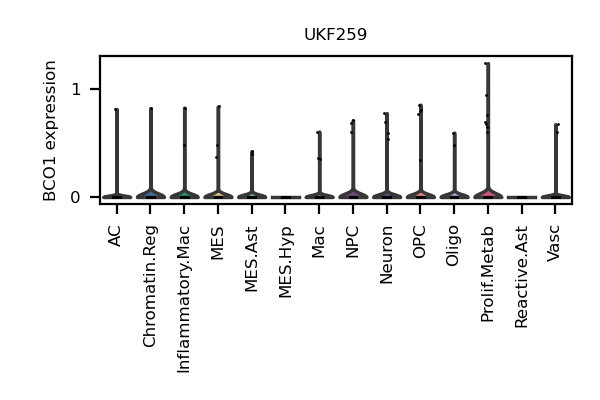 UKF259
BCO1 expression
1
0
AC
Chromatin.Reg
Inflammatory.Mac
MES
MES.Ast
MES.Hyp
Mac
NPC
Neuron
OPC
Oligo
Prolif.Metab
Reactive.Ast
Vasc